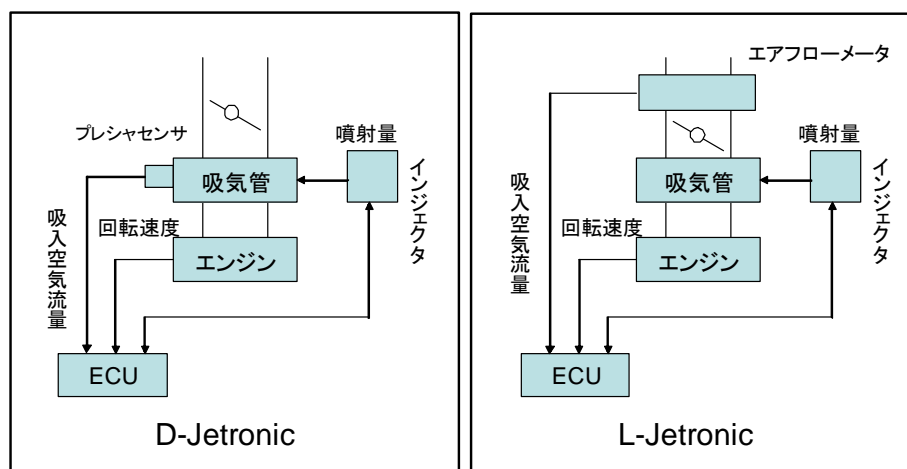 プレシャセンサ
噴射量
吸気管
インジェクタ
吸入空気流量
回転速度
エンジン
ECU
D-Jetronic
エアフローメータ
噴射量
吸気管
インジェクタ
吸入空気流量
回転速度
エンジン
ECU
L-Jetronic